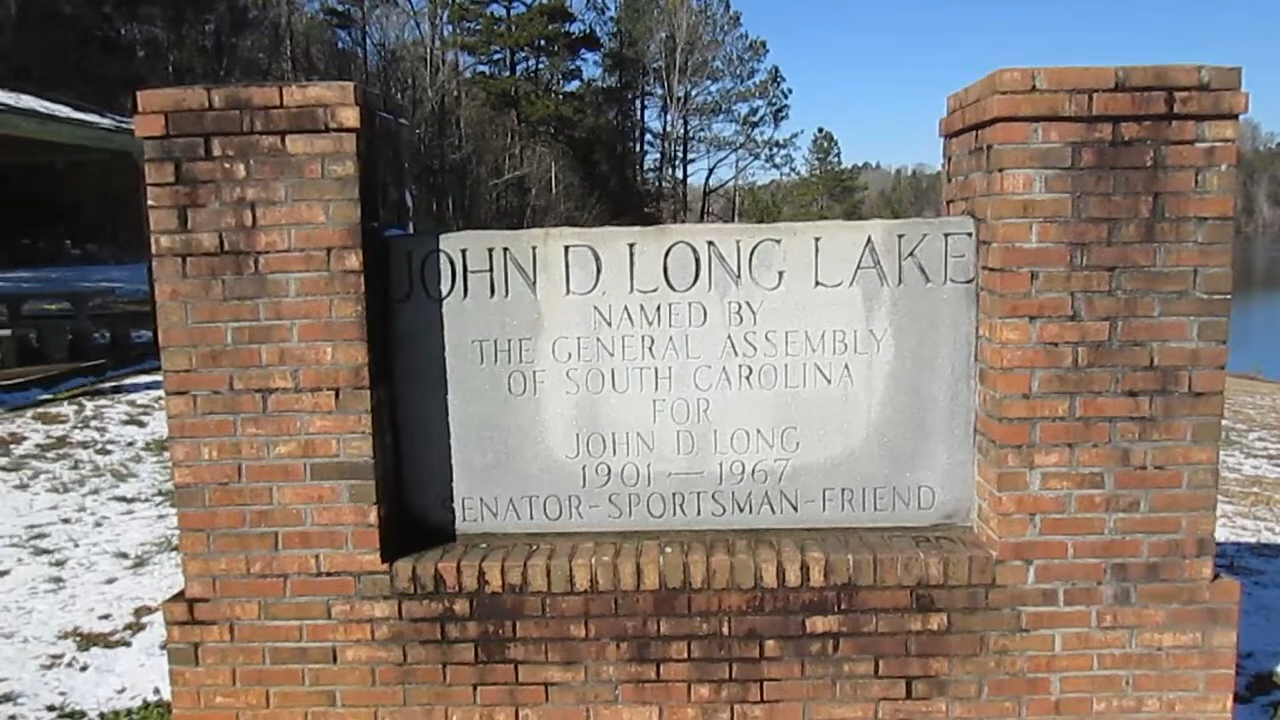 JOHN D. LONG LAKE
NAMED BY
THE GENERAL ASSEMBLY
OF SOUTH CAROLINA
FOR
JOHN D LONG
1901 — 1967
SENATOR-SPORTSMAN-FRIEND